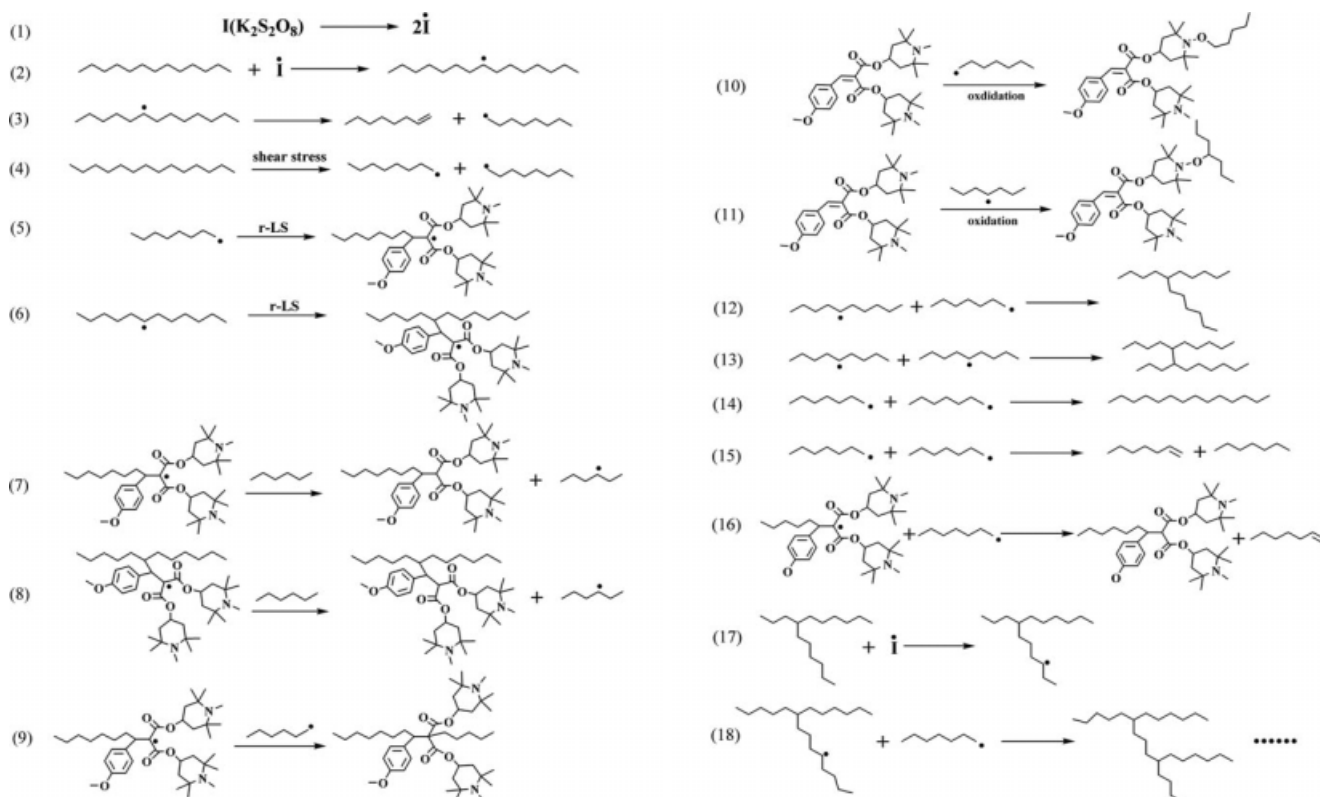 (1) I(K₂S₂O₈) 2İ
(2) + İ
(3) +
(4) shear stress +
(5) r-LS
(6) r-LS
(7) +
(8) +
(9)
(10) oxdidation
(11) oxidation
(12) +
(13) +
(14) +
(15) + +
(16) + +
(17) + İ
(18) + ••••••